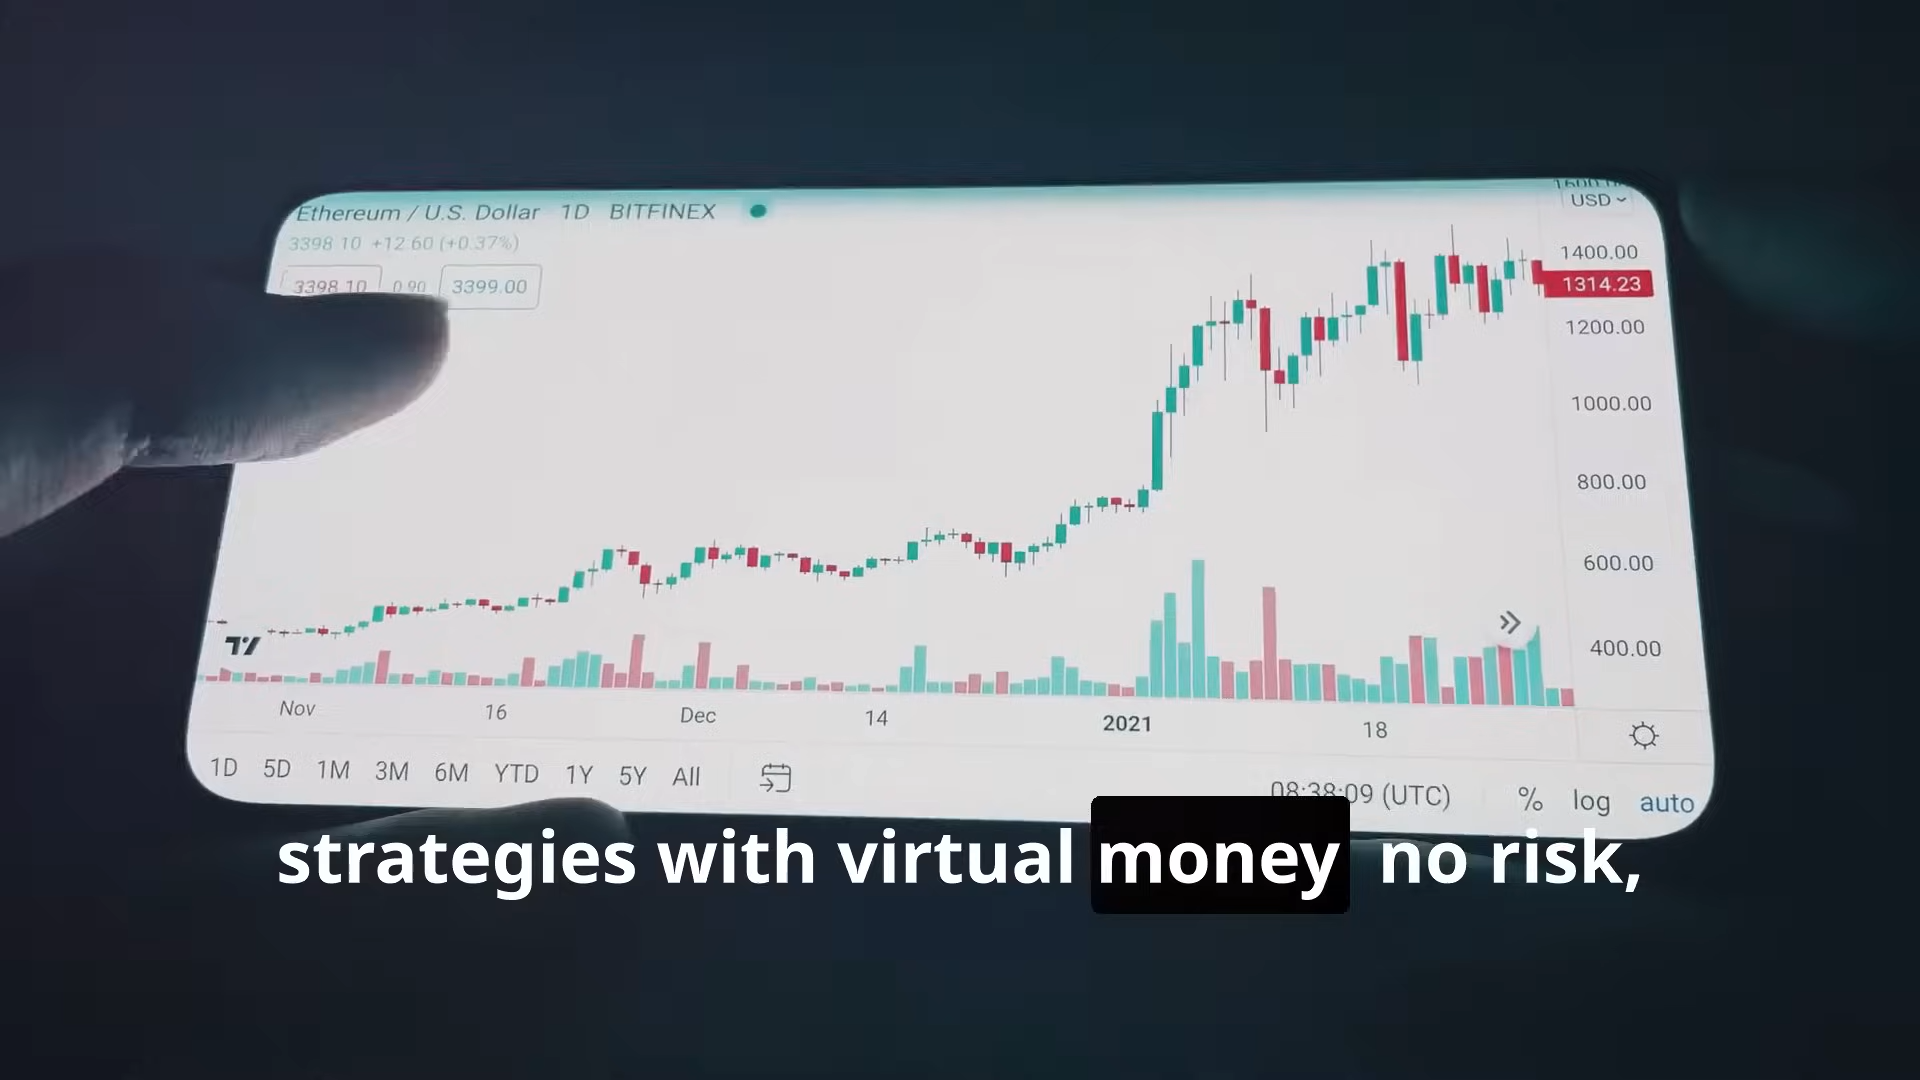 Ethereum / U.S. Dollar 1D BITFINEX
USD
3398.10 +12.60 (+0.37%)
3398.10 0.90 3399.00
1400.00
1314.23
1200.00
1000.00
800.00
600.00
400.00
Nov 16 Dec 14 2021 18
1D 5D 1M 3M 6M YTD 1Y 5Y All
08:38:09 (UTC) % log auto
strategies with virtual money no risk,